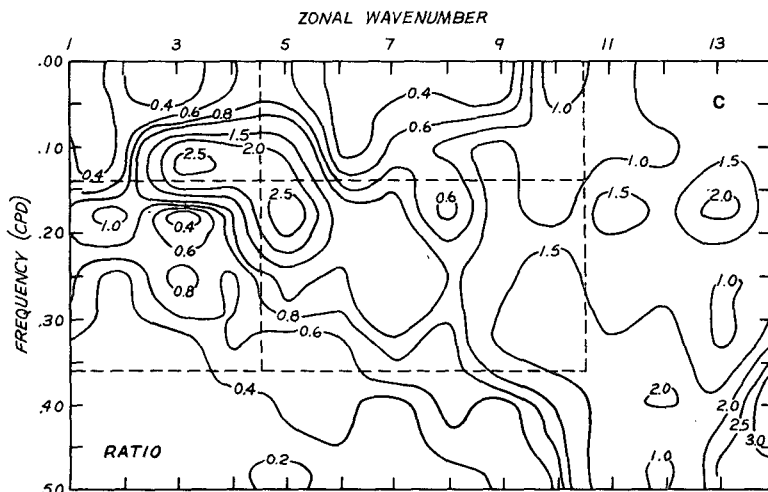 ZONAL WAVENUMBER
1 3 5 7 9 11 13
.00
.10
.20
.30
.40
.50
FREQUENCY (CPD)
C
0.4 0.6 0.8 0.4 0.6 1.0
1.5 2.0 2.5 1.0 1.5
0.4
1.0 0.4 0.6 2.5 0.6 1.5 2.0
0.8 1.5 1.0
0.8 0.6
0.4 2.0 2.0 2.5 3.0
RATIO
0.2 1.0